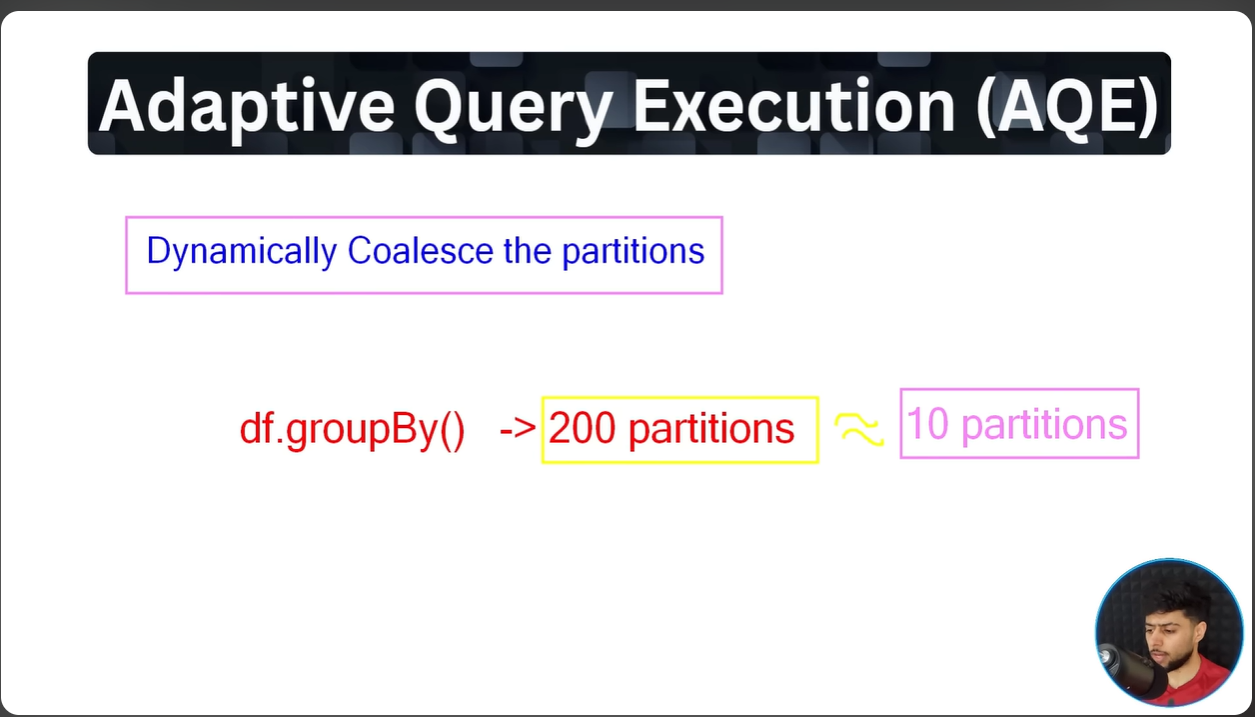 Adaptive Query Execution (AQE)
Dynamically Coalesce the partitions
df.groupBy() -> 200 partitions ≈ 10 partitions